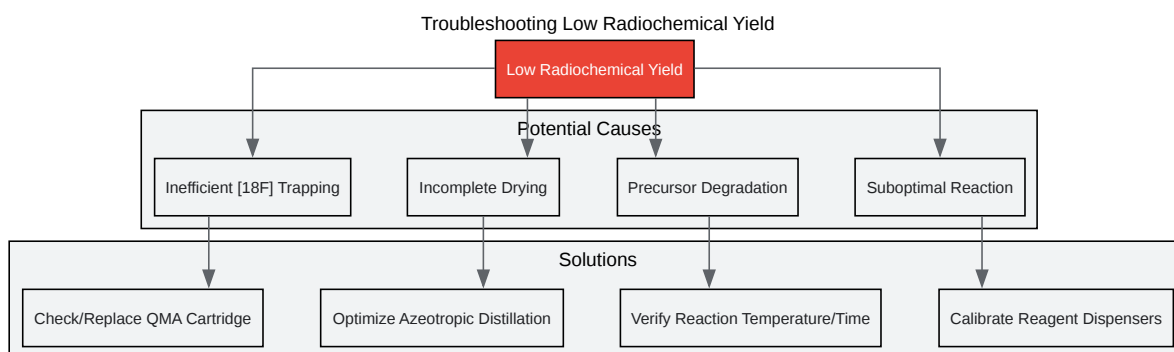 Troubleshooting Low Radiochemical Yield
Low Radiochemical Yield
Potential Causes
Inefficient [18F] Trapping
Incomplete Drying
Precursor Degradation
Suboptimal Reaction
Solutions
Check/Replace QMA Cartridge
Optimize Azeotropic Distillation
Verify Reaction Temperature/Time
Calibrate Reagent Dispensers